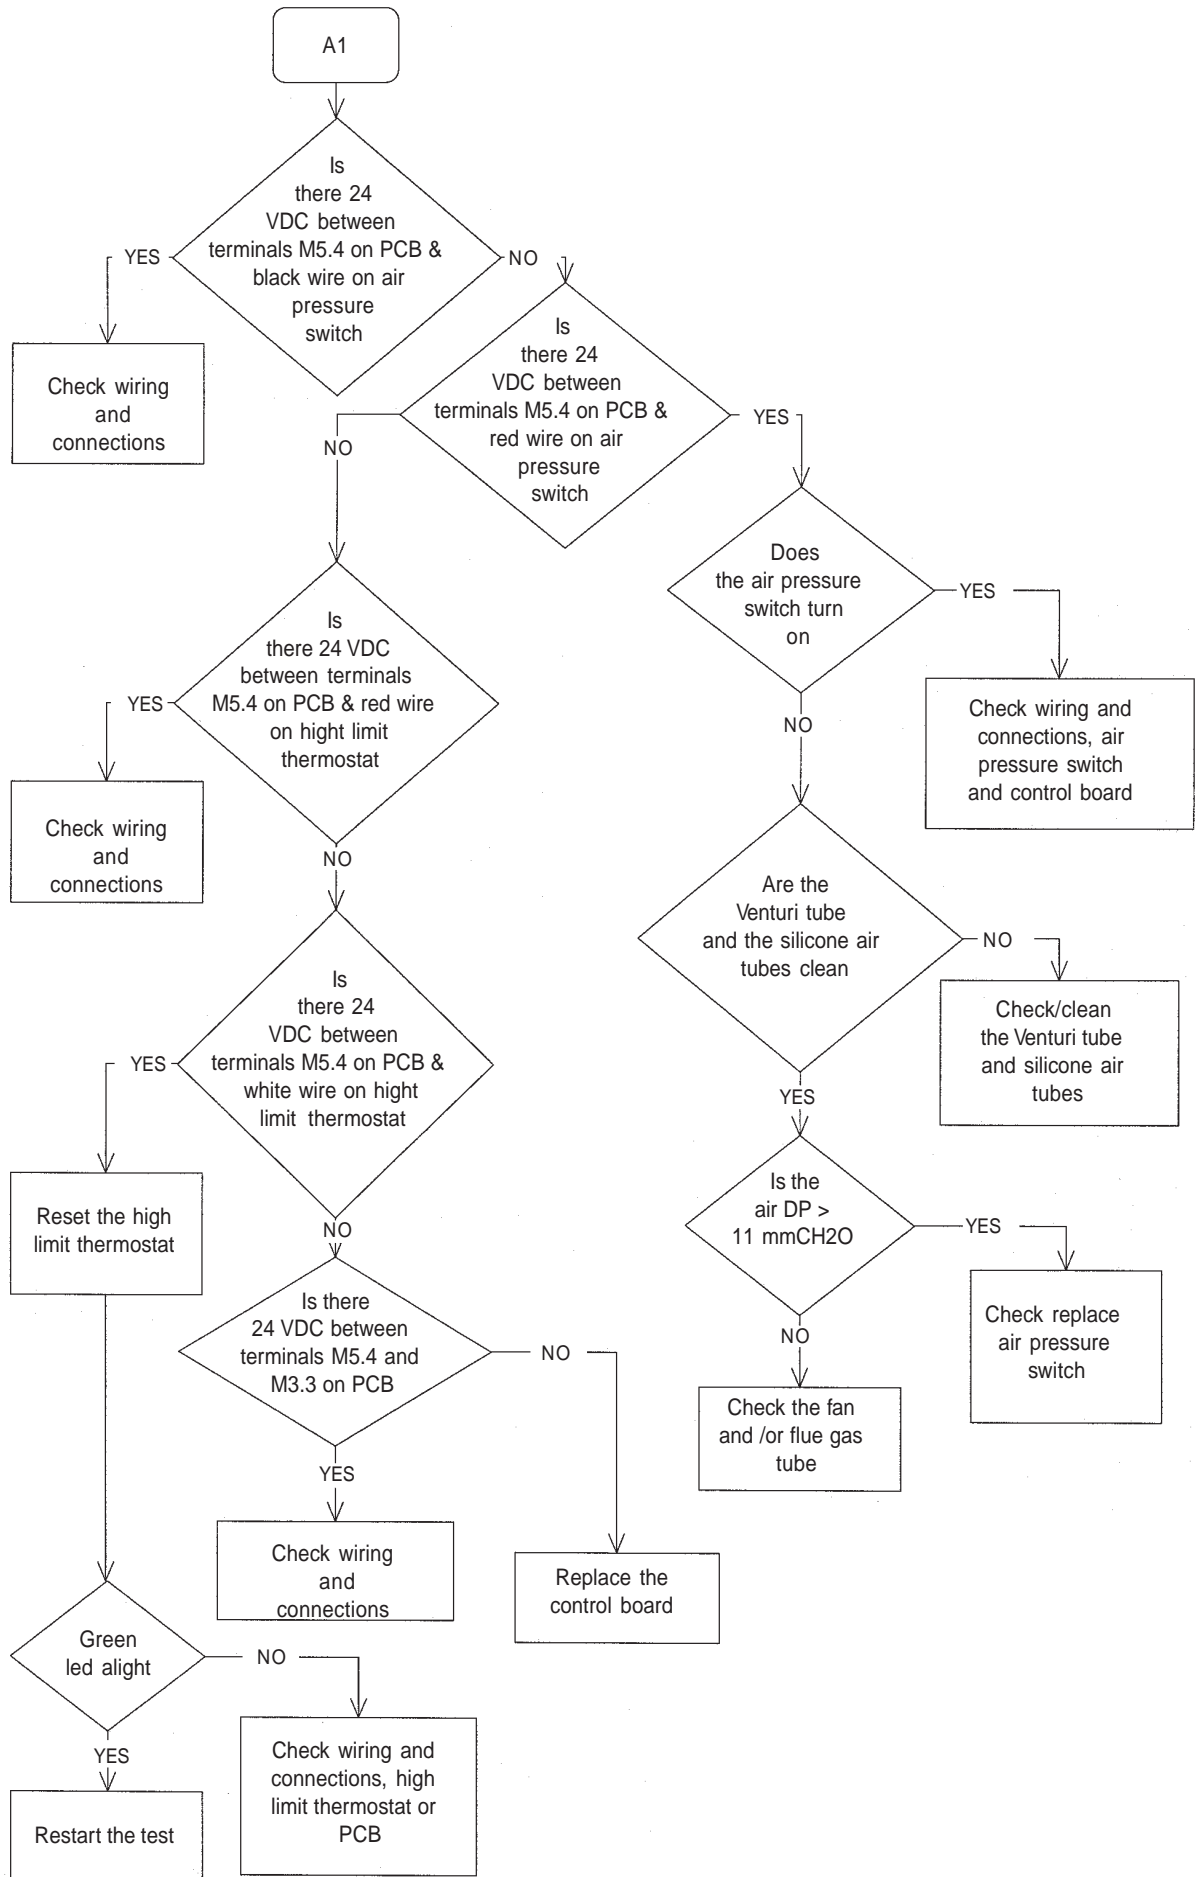 A1
Is
there 24
VDC between
terminals M5.4 on PCB &
black wire on air
pressure
switch
YES
NO
Check wiring
and
connections
Is
there 24
VDC between
terminals M5.4 on PCB &
red wire on air
pressure
switch
NO
YES
Does
the air pressure
switch turn
on
YES
NO
Check wiring and
connections, air
pressure switch
and control board
Is
there 24 VDC
between terminals
M5.4 on PCB & red wire
on hight limit
thermostat
YES
NO
Check wiring
and
connections
Are the
Venturi tube
and the silicone air
tubes clean
NO
YES
Check/clean
the Venturi tube
and silicone air
tubes
Is
there 24
VDC between
terminals M5.4 on PCB &
white wire on hight
limit thermostat
YES
NO
Reset the high
limit thermostat
Is the
air DP >
11 mmCH2O
YES
NO
Check replace
air pressure
switch
Check the fan
and /or flue gas
tube
Is there
24 VDC between
terminals M5.4 and
M3.3 on PCB
NO
YES
Check wiring
and
connections
Replace the
control board
Green
led alight
NO
YES
Check wiring and
connections, high
limit thermostat or
PCB
Restart the test